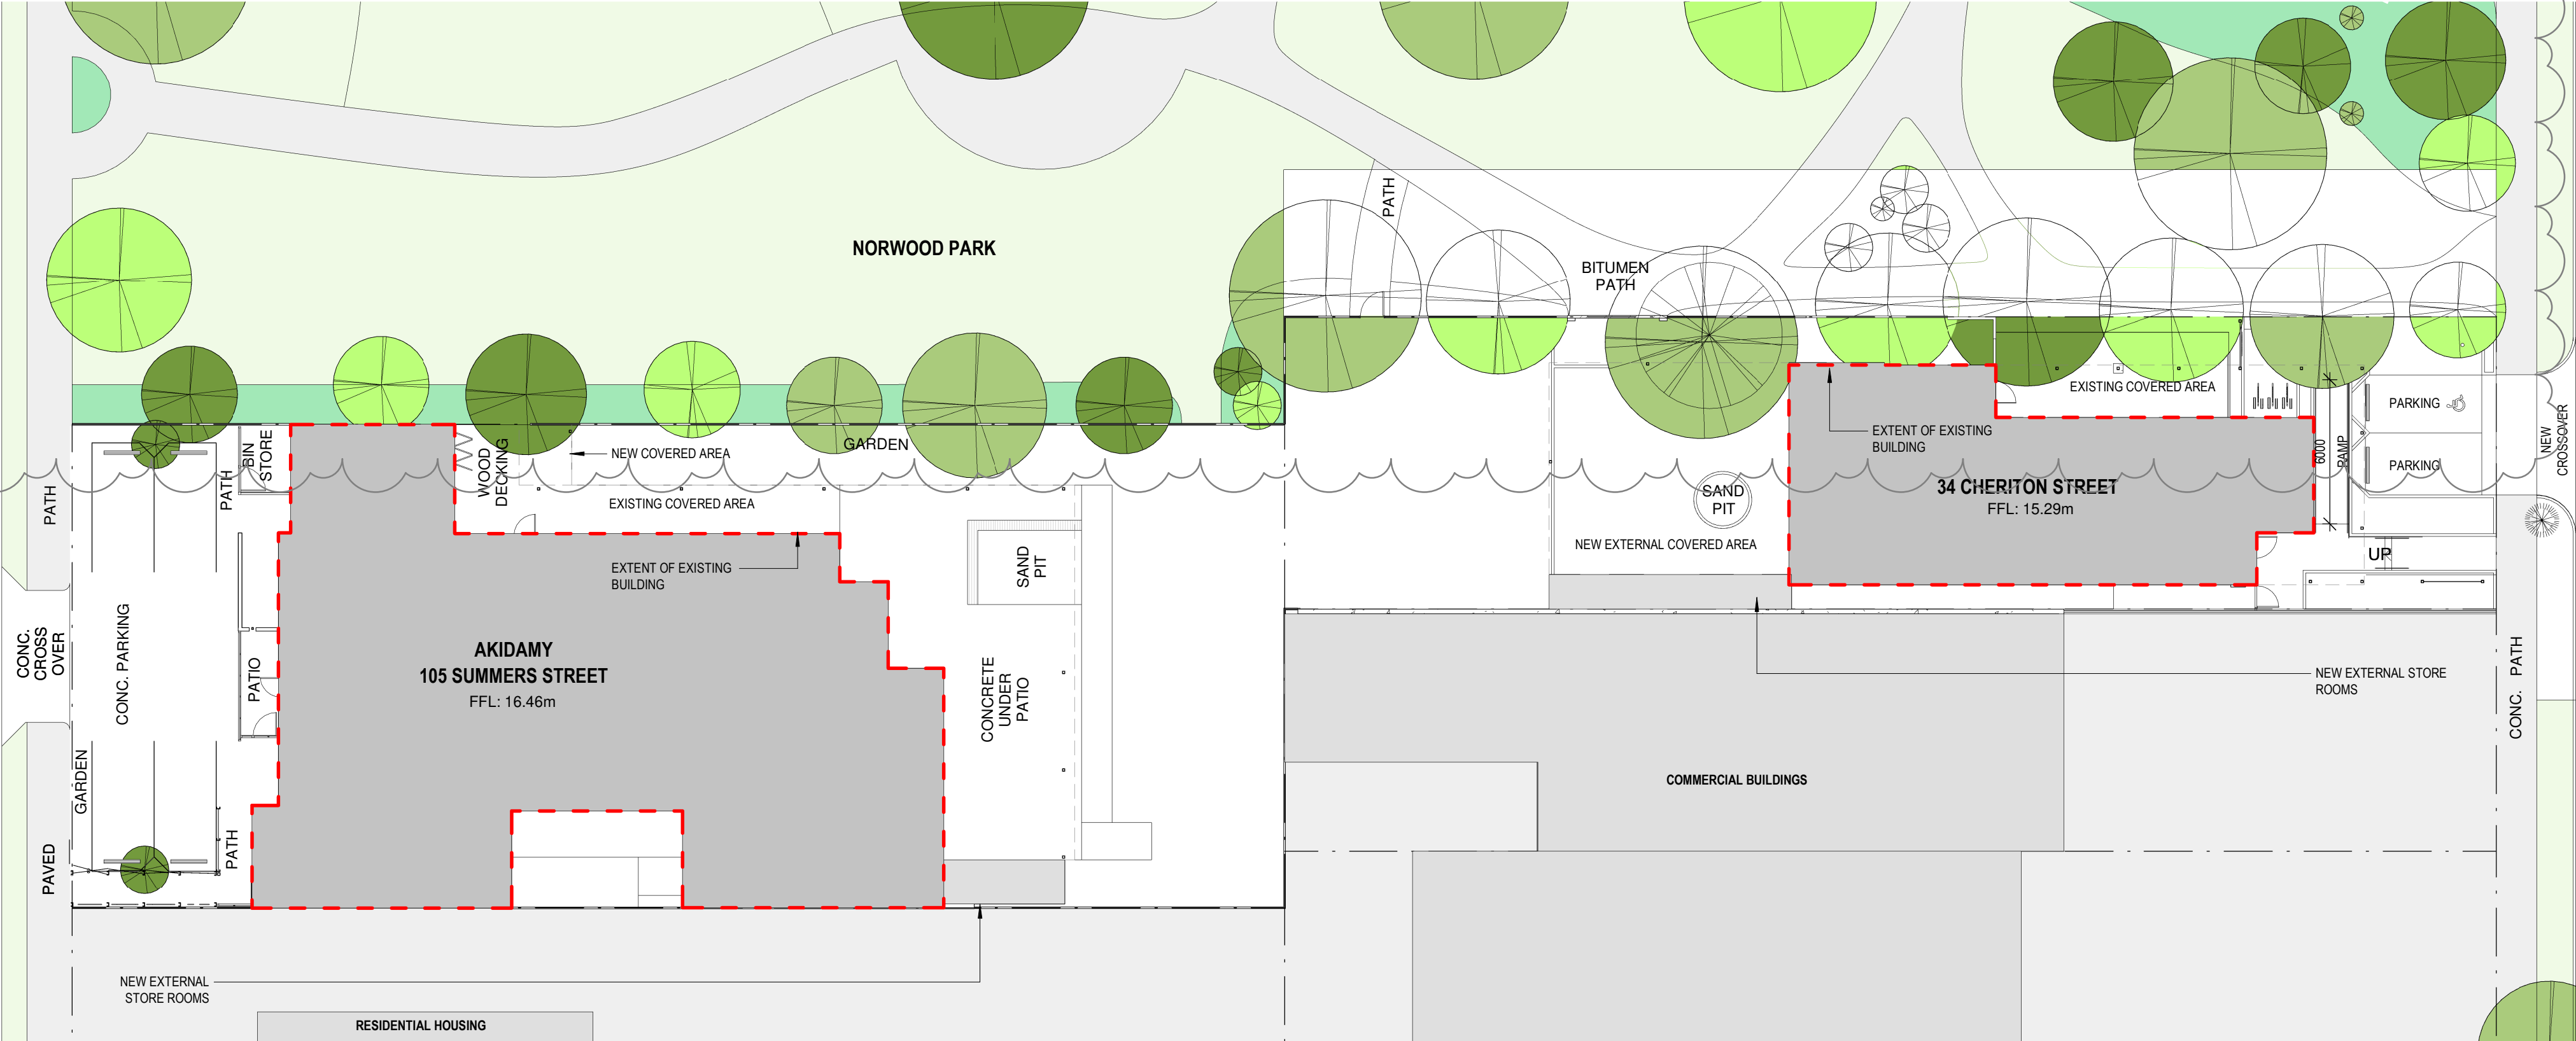 NORWOOD PARK
PATH
BITUMEN
PATH
GARDEN
BIN
STORE
WOOD
DECKING
NEW COVERED AREA
EXISTING COVERED AREA
PATH
PATH
EXTENT OF EXISTING
BUILDING
SAND
PIT
CONC.
CROSS
OVER
CONC. PARKING
PATIO
AKIDAMY
105 SUMMERS STREET
FFL: 16.46m
CONCRETE
UNDER
PATIO
GARDEN
PATH
PAVED
NEW EXTERNAL
STORE ROOMS
RESIDENTIAL HOUSING
EXISTING COVERED AREA
EXTENT OF EXISTING
BUILDING
SAND
PIT
NEW EXTERNAL COVERED AREA
34 CHERITON STREET
FFL: 15.29m
6000
RAMP
PARKING
PARKING
UP
NEW
CROSSOVER
NEW EXTERNAL STORE
ROOMS
CONC. PATH
COMMERCIAL BUILDINGS